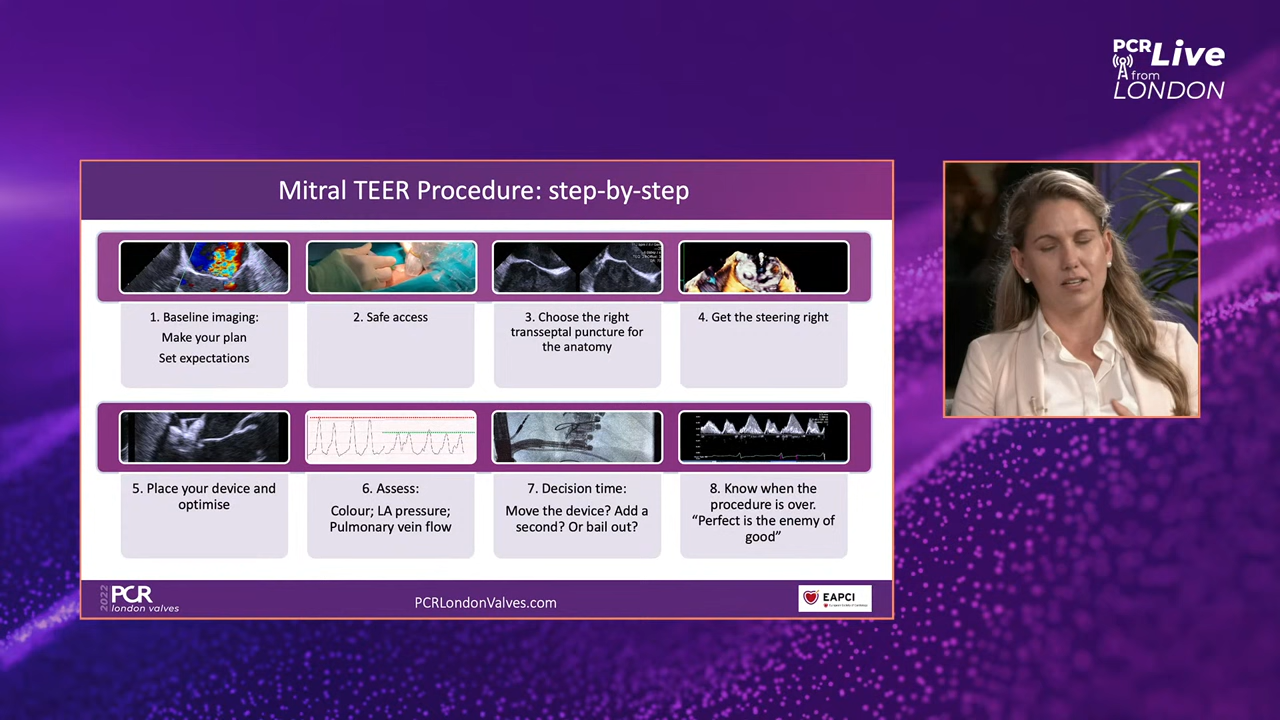 PCR Live
from
LONDON
Mitral TEER Procedure: step-by-step
1. Baseline imaging:
Make your plan
Set expectations
2. Safe access
3. Choose the right
transseptal puncture for
the anatomy
4. Get the steering right
5. Place your device and
optimise
6. Assess:
Colour; LA pressure;
Pulmonary vein flow
7. Decision time:
Move the device? Add a
second? Or bail out?
8. Know when the
procedure is over.
“Perfect is the enemy of
good”
2022
PCR
london valves
PCRLondonValves.com
EAPCI